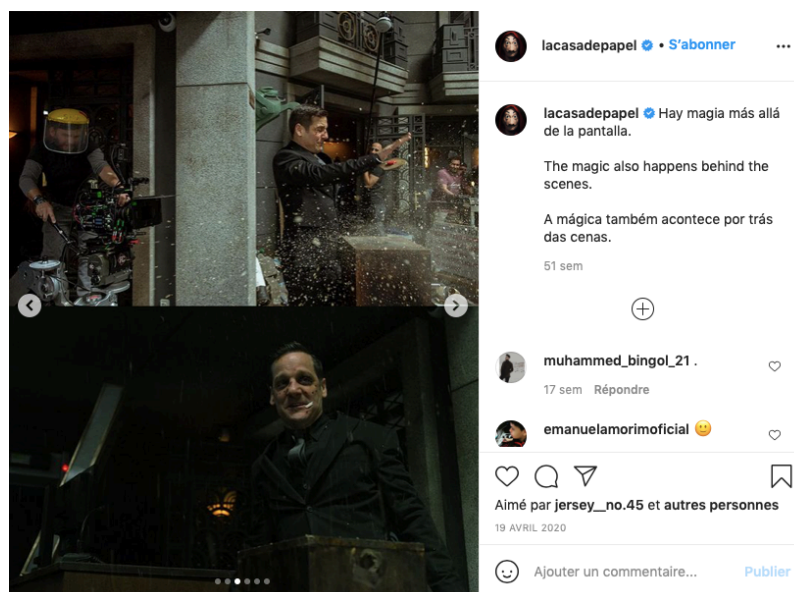 lacasadepapel • S'abonner
lacasadepapel Hay magia más allá
de la pantalla.
The magic also happens behind the
scenes.
A mágica também acontece por trás
das cenas.
51 sem
muhammed_bingol_21 .
17 sem Répondre
emanuelamorimoficial 🙂
Aimé par jersey__no.45 et autres personnes
19 AVRIL 2020
Ajouter un commentaire... Publier